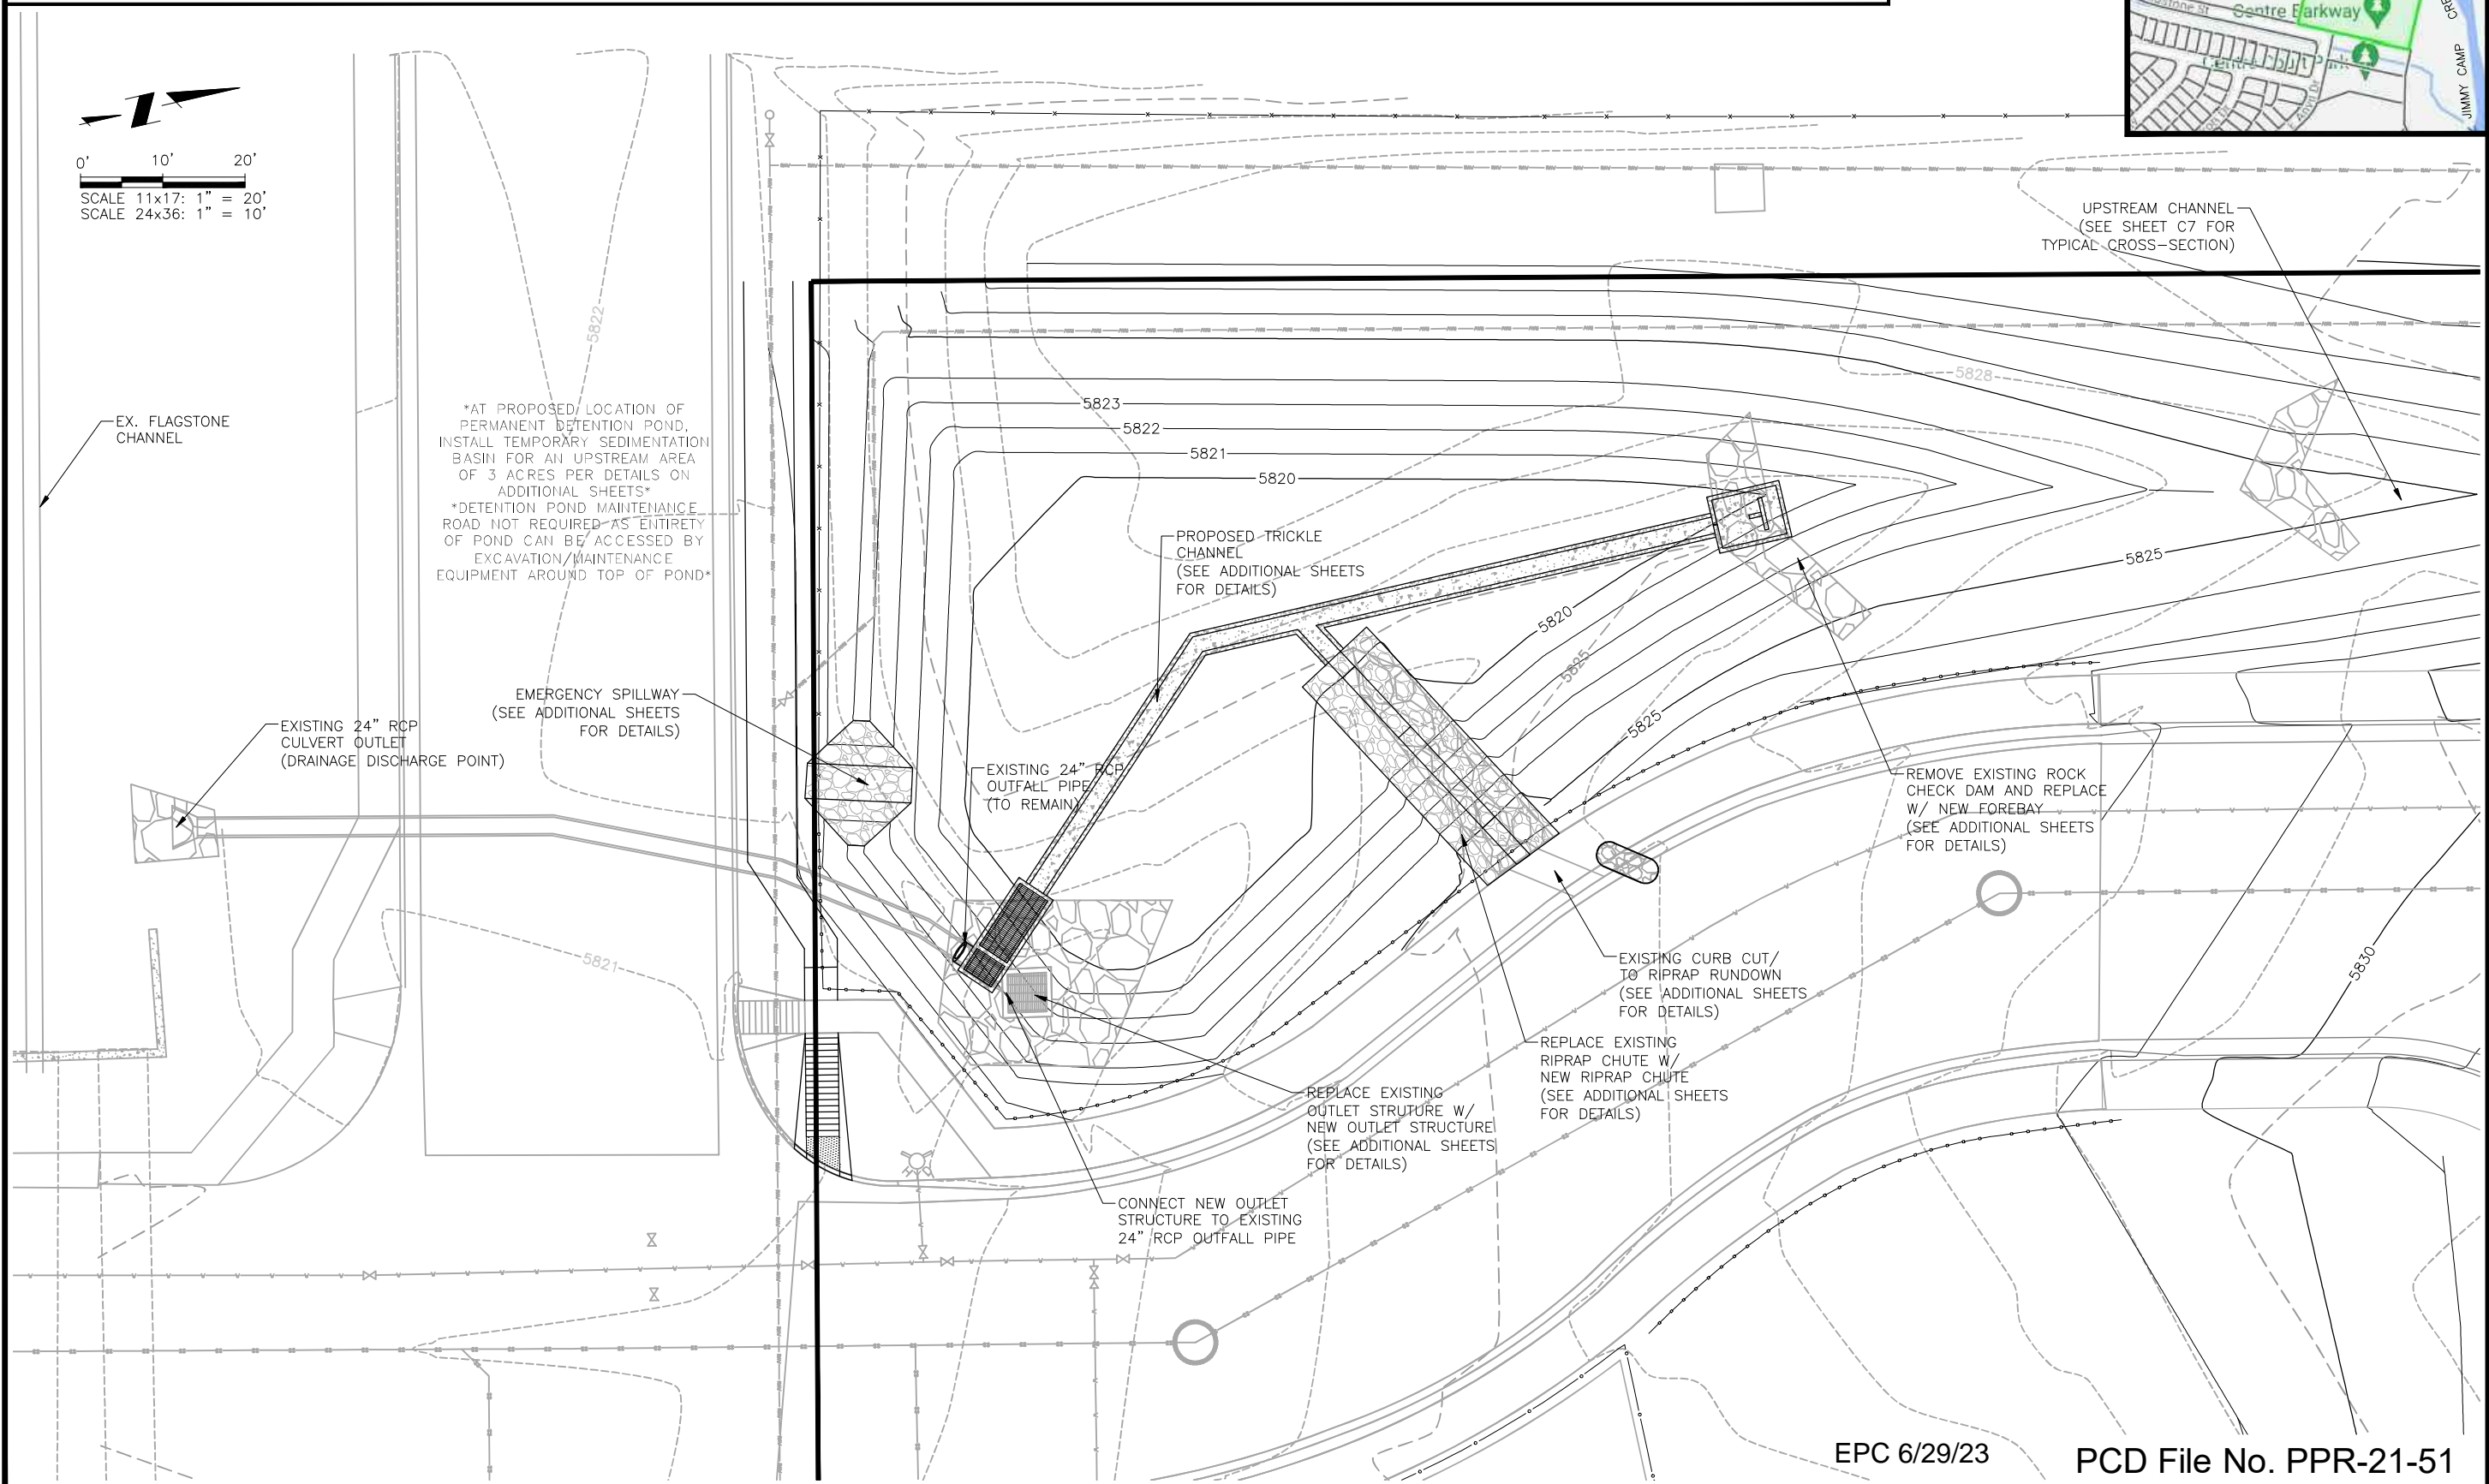 Centre Parkway
JIMMY CAMP
0' 10' 20'
SCALE 11x17: 1" = 20'
SCALE 24x36: 1" = 10'
UPSTREAM CHANNEL
(SEE SHEET C7 FOR
TYPICAL CROSS-SECTION)
5822
5828
EX. FLAGSTONE
CHANNEL
*AT PROPOSED LOCATION OF
PERMANENT DETENTION POND,
INSTALL TEMPORARY SEDIMENTATION
BASIN FOR AN UPSTREAM AREA
OF 3 ACRES PER DETAILS ON
ADDITIONAL SHEETS*
*DETENTION POND MAINTENANCE
ROAD NOT REQUIRED AS ENTIRETY
OF POND CAN BE ACCESSED BY
EXCAVATION/MAINTENANCE
EQUIPMENT AROUND TOP OF POND*
5823
5822
5821
5820
PROPOSED TRICKLE
CHANNEL
(SEE ADDITIONAL SHEETS
FOR DETAILS)
5825
5820
5825
5825
EMERGENCY SPILLWAY
(SEE ADDITIONAL SHEETS
FOR DETAILS)
EXISTING 24" RCP
CULVERT OUTLET
(DRAINAGE DISCHARGE POINT)
EXISTING 24" RCP
OUTFALL PIPE
(TO REMAIN)
REMOVE EXISTING ROCK
CHECK DAM AND REPLACE
W/ NEW FOREBAY
(SEE ADDITIONAL SHEETS
FOR DETAILS)
5821
5830
EXISTING CURB CUT/
TO RIPRAP RUNDOWN
(SEE ADDITIONAL SHEETS
FOR DETAILS)
REPLACE EXISTING
RIPRAP CHUTE W/
NEW RIPRAP CHUTE
(SEE ADDITIONAL SHEETS
FOR DETAILS)
REPLACE EXISTING
OUTLET STRUTURE W/
NEW OUTLET STRUCTURE
(SEE ADDITIONAL SHEETS
FOR DETAILS)
CONNECT NEW OUTLET
STRUCTURE TO EXISTING
24" RCP OUTFALL PIPE
EPC 6/29/23
PCD File No. PPR-21-51